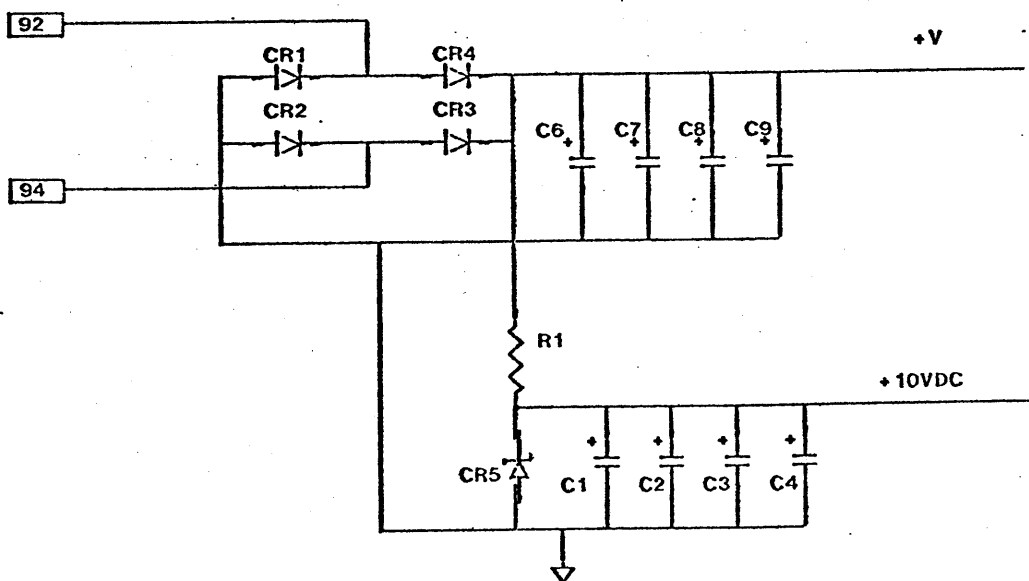 92
+V
CR1 CR4
CR2 CR3
C6 + C7 + C8 + C9 +
94
R1
+10VDC
+ + + +
CR5 C1 C2 C3 C4